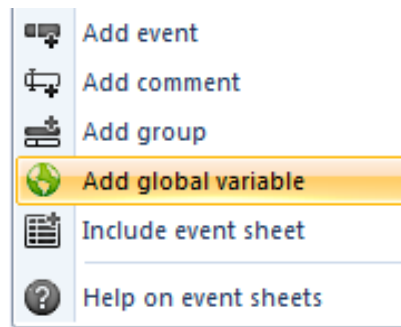 Add event
Add comment
Add group
Add global variable
Include event sheet
Help on event sheets